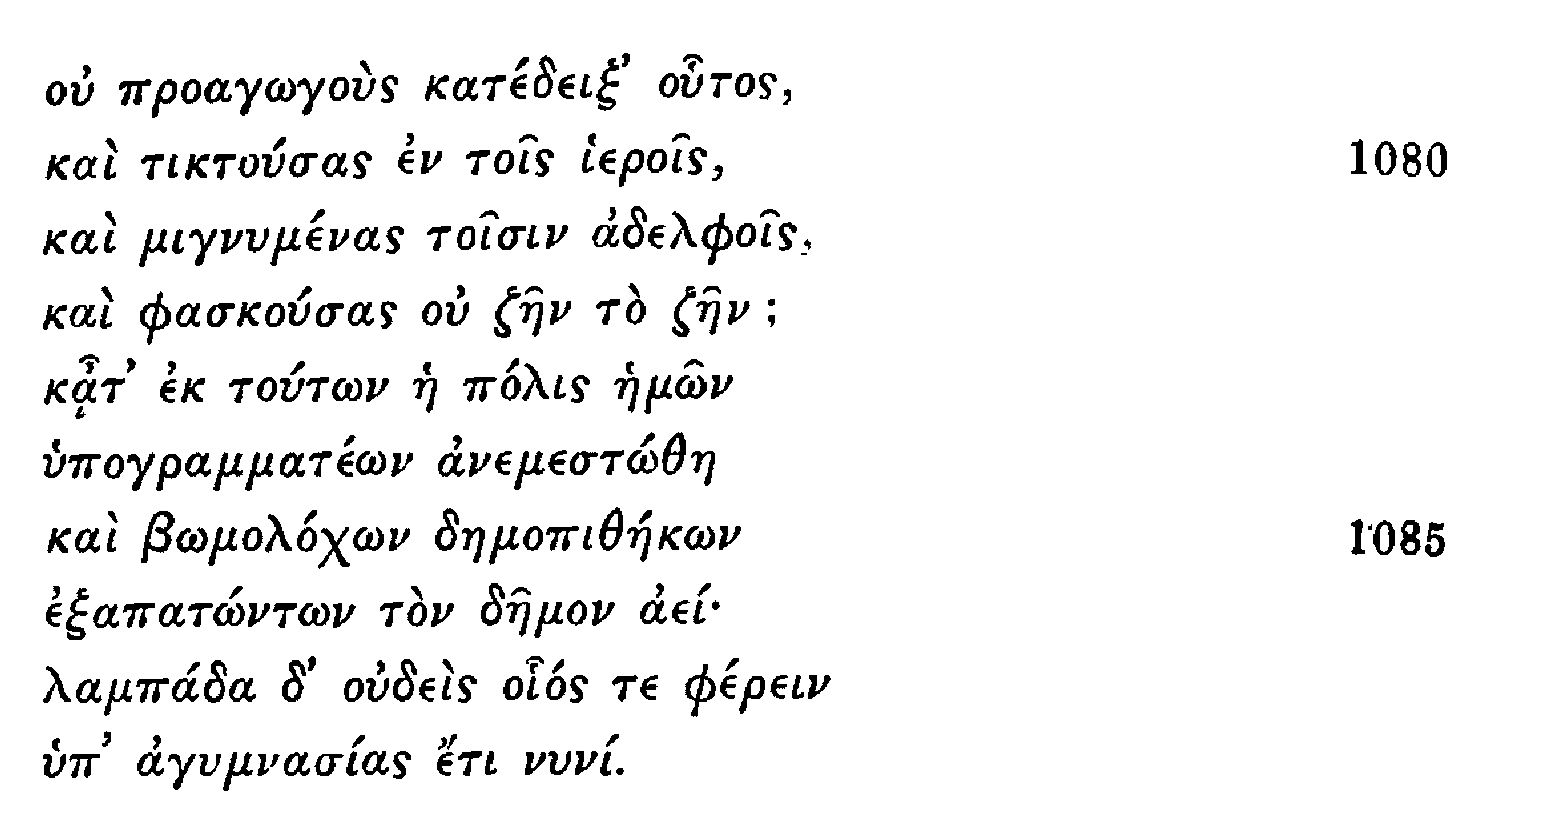 οὐ προαγωγοὺς κατέδειξ’ οὗτος,
καὶ τικτούσας ἐν τοῖς ἱεροῖς, 1080
καὶ μιγνυμένας τοῖσιν ἀδελφοῖς,
καὶ φασκούσας οὐ ζῆν τὸ ζῆν ;
κᾆτ’ ἐκ τούτων ἡ πόλις ἡμῶν
ὑπογραμματέων ἀνεμεστώθη
καὶ βωμολόχων δημοπιθήκων 1085
ἐξαπατώντων τὸν δῆμον ἀεί·
λαμπάδα δ’ οὐδεὶς οἷός τε φέρειν
ὑπ’ ἀγυμνασίας ἔτι νυνί.